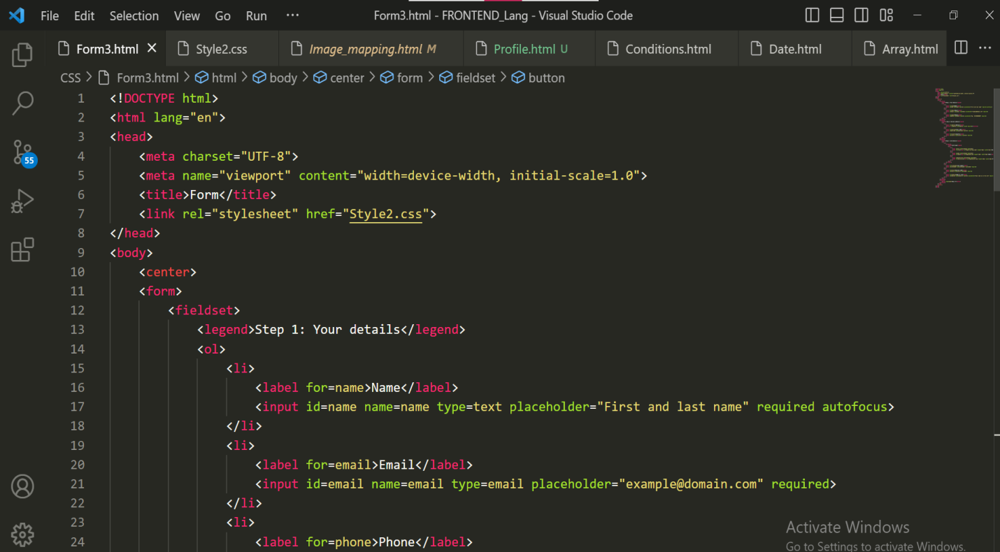 File Edit Selection View Go Run ··· Form3.html - FRONTEND_Lang - Visual Studio Code
Form3.html Style2.css Image_mapping.html M Profile.html U Conditions.html Date.html Array.html
CSS > Form3.html > html > body > center > form > fieldset > button
1 <!DOCTYPE html>
2 <html lang="en">
3 <head>
4 <meta charset="UTF-8">
5 <meta name="viewport" content="width=device-width, initial-scale=1.0">
6 <title>Form</title>
7 <link rel="stylesheet" href="Style2.css">
8 </head>
9 <body>
10 <center>
11 <form>
12 <fieldset>
13 <legend>Step 1: Your details</legend>
14 <ol>
15 <li>
16 <label for=name>Name</label>
17 <input id=name name=name type=text placeholder="First and last name" required autofocus>
18 </li>
19 <li>
20 <label for=email>Email</label>
21 <input id=email name=email type=email placeholder="example@domain.com" required>
22 </li>
23 <li>
24 <label for=phone>Phone</label>
55
Activate Windows
Go to Settings to activate Windows.